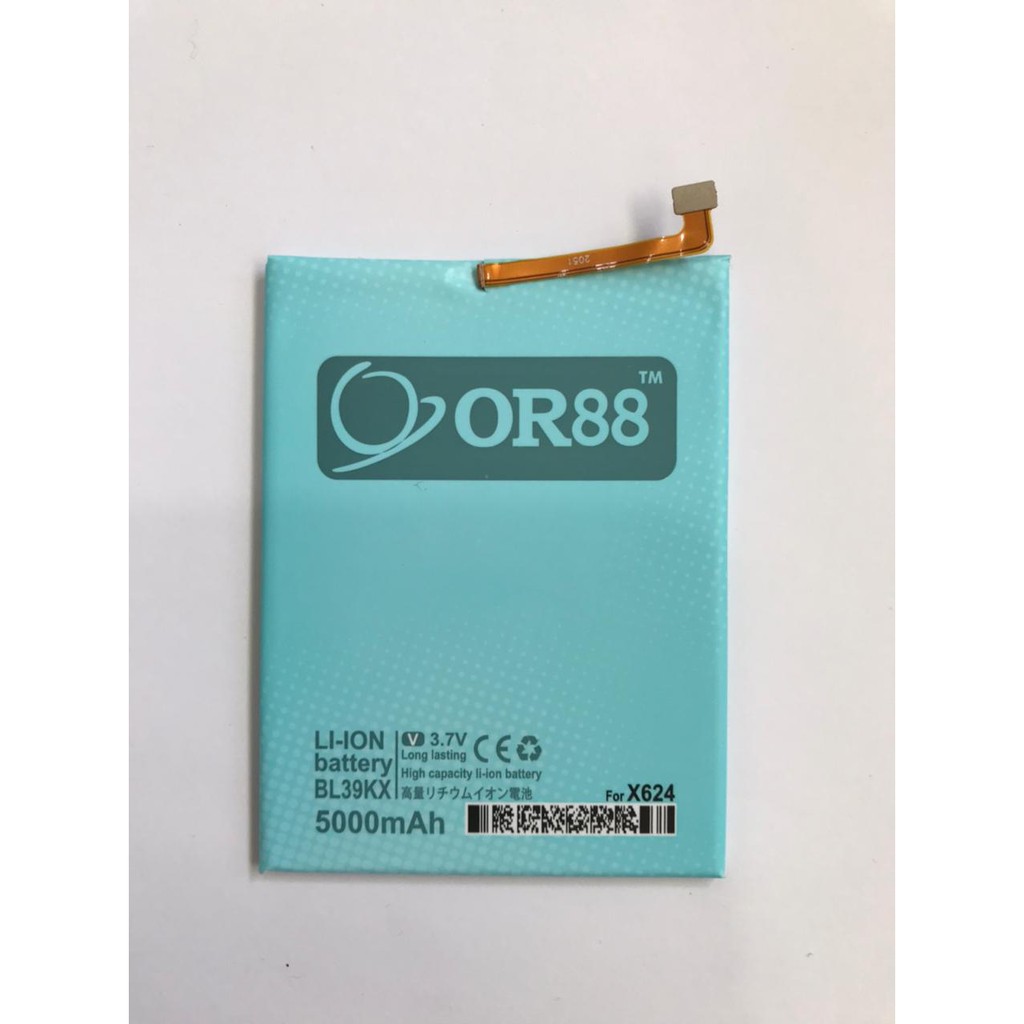 2051
OR88™
LI-ION
battery
BL39KX
V 3.7V
Long lasting
High capacity li-ion battery
高量リチウムイオン電池
CE
5000mAh
For X624